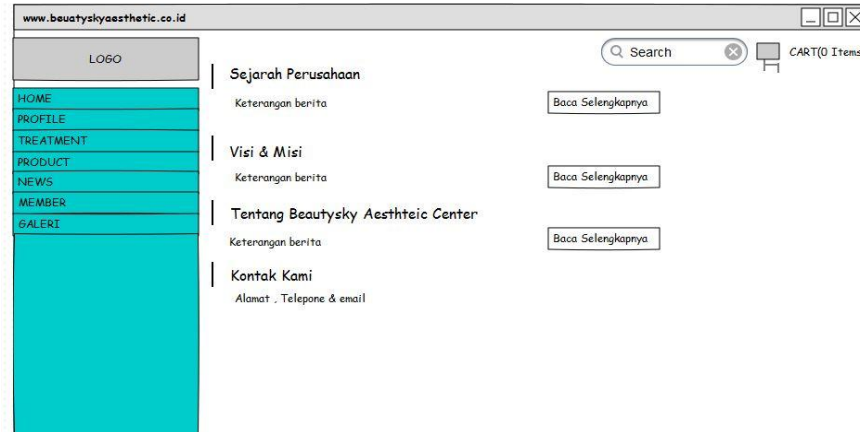 www.beuatyskyaesthetic.co.id
LOGO
Search
CART(0 Items
HOME
PROFILE
TREATMENT
PRODUCT
NEWS
MEMBER
GALERI
Sejarah Perusahaan
Keterangan berita
Baca Selengkapnya
Visi & Misi
Keterangan berita
Baca Selengkapnya
Tentang Beautysky Aesthteic Center
Keterangan berita
Baca Selengkapnya
Kontak Kami
Alamat , Telepone & email